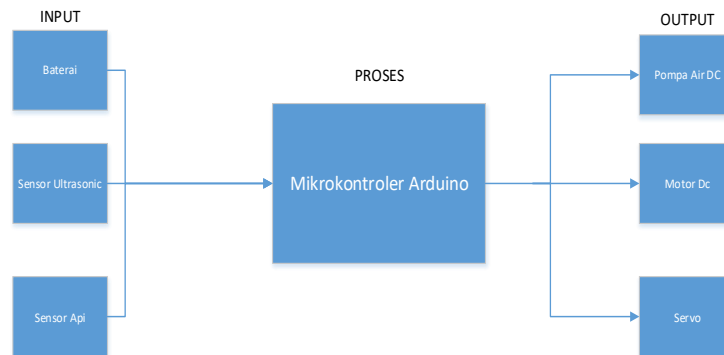 INPUT
OUTPUT
Baterai
PROSES
Pompa Air DC
Sensor Ultrasonic
Mikrokontroler Arduino
Motor Dc
Sensor Api
Servo